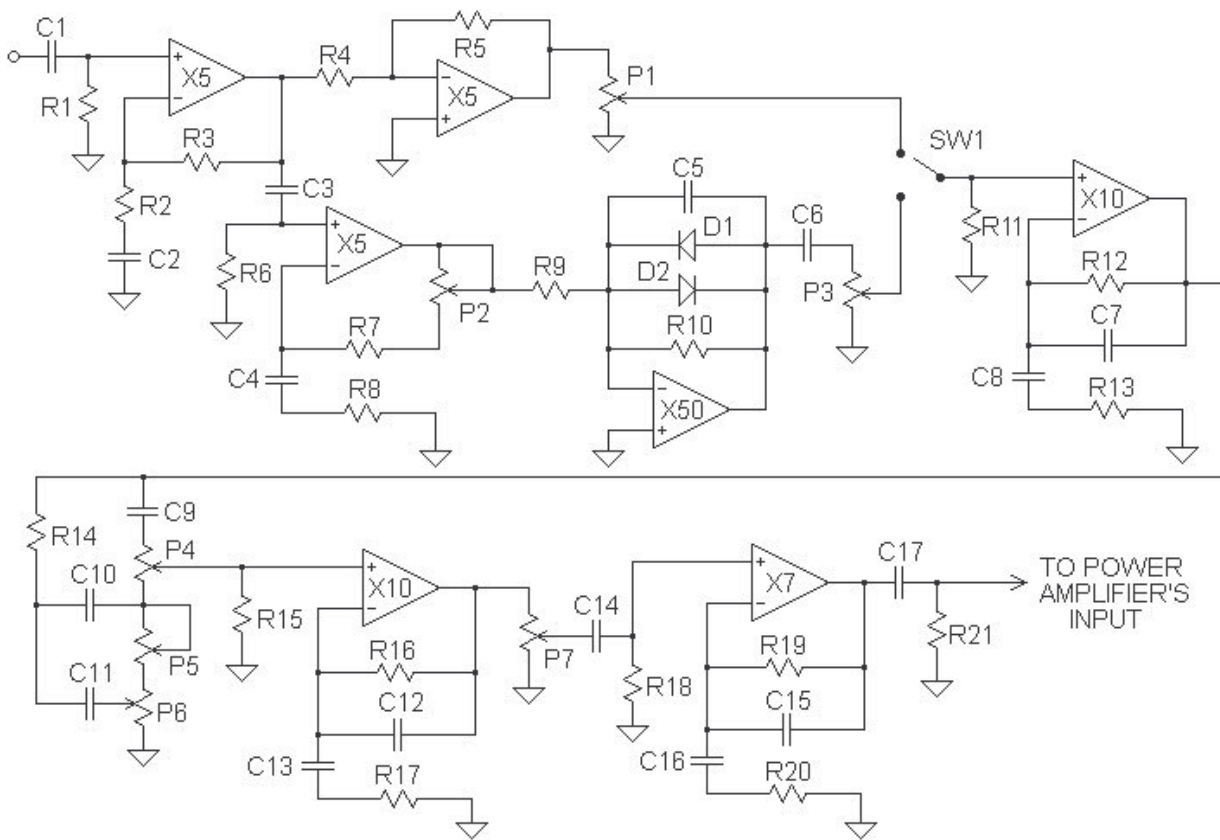 C1
R4
R5
X5
X5
P1
R1
R3
SW1
C3
C5
R2
X5
D1
C6
R11
X10
C2
R6
D2
R9
P3
R12
P2
R7
R10
C7
C4
R8
X50
C8
R13
C9
R14
P4
C17
TO POWER
AMPLIFIER'S
INPUT
C10
X10
X7
R15
C14
R21
P5
P7
C11
R16
R19
P6
R18
C12
C15
C13
R17
C16
R20